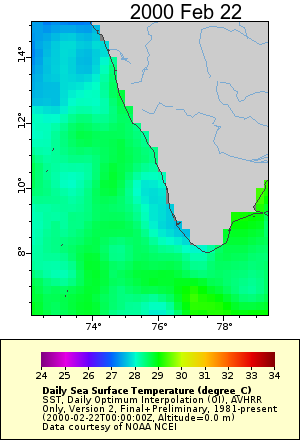 2000 Feb 22
14°
12°
10°
8°
74° 76° 78°
24 25 26 27 28 29 30 31 32 33 34
Daily Sea Surface Temperature (degree_C)
SST, Daily Optimum Interpolation (OI), AVHRR
Only, Version 2, Final+Preliminary, 1981-present
(2000-02-22T00:00:00Z, Altitude=0.0 m)
Data courtesy of NOAA NCEI